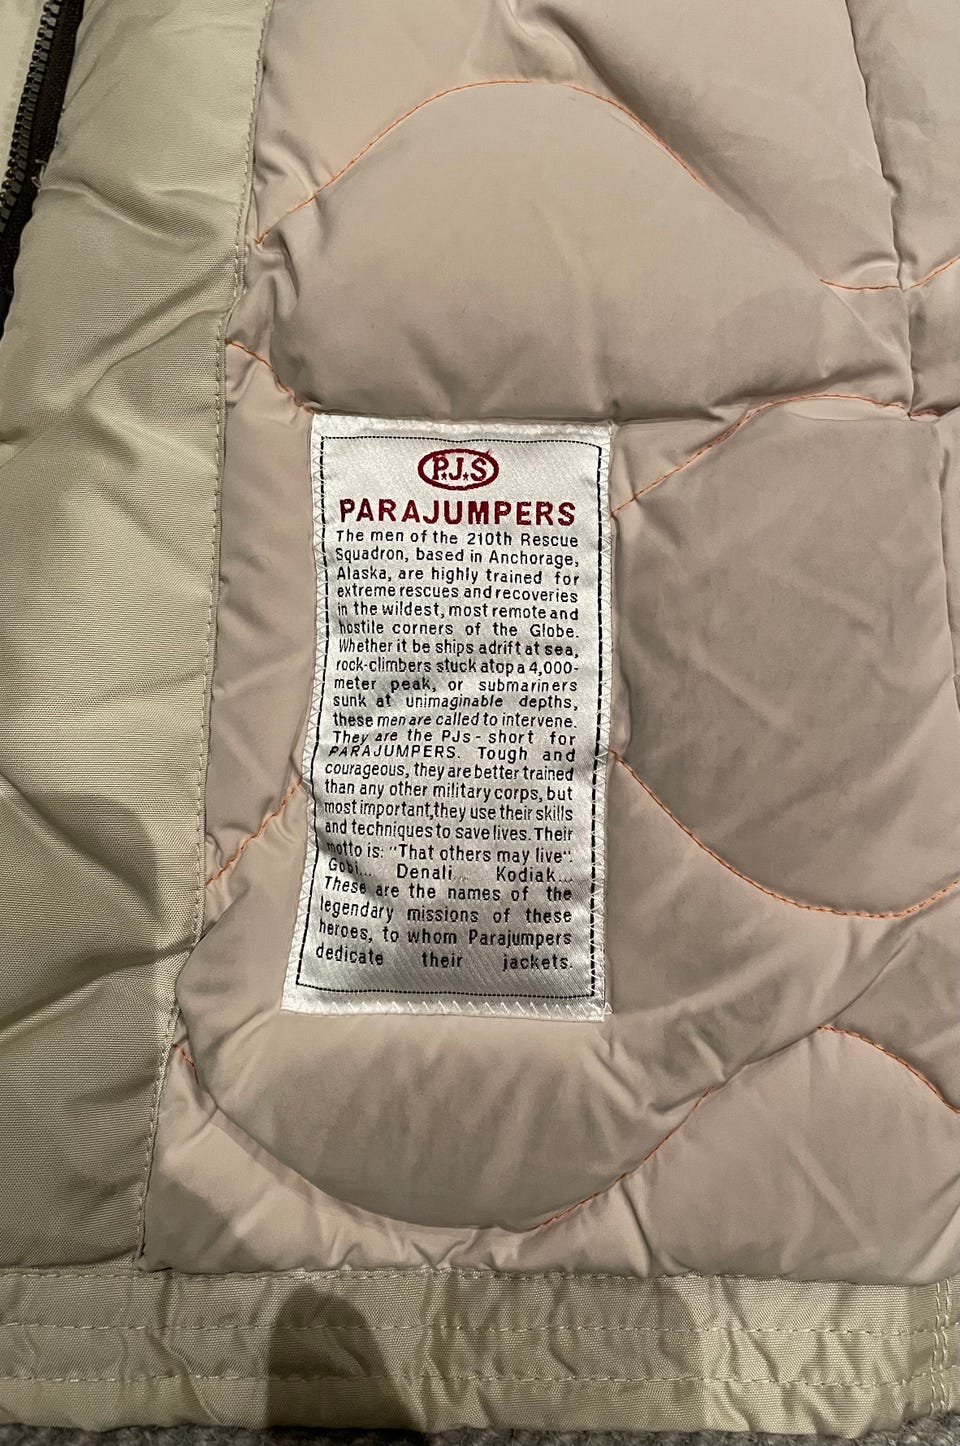 P.J.S
PARAJUMPERS
The men of the 210th Rescue
Squadron, based in Anchorage,
Alaska, are highly trained for
extreme rescues and recoveries
in the wildest, most remote and
hostile corners of the Globe.
Whether it be ships adrift at sea,
rock-climbers stuck atop a 4,000-
meter peak, or submariners
sunk at unimaginable depths,
these men are called to intervene.
They are the PJs - short for
PARAJUMPERS. Tough and
courageous, they are better trained
than any other military corps, but
most important,they use their skills
and techniques to save lives. Their
motto is: "That others may live".
Gobi... Denali... Kodiak...
These are the names of the
legendary missions of these
heroes, to whom Parajumpers
dedicate their jackets.